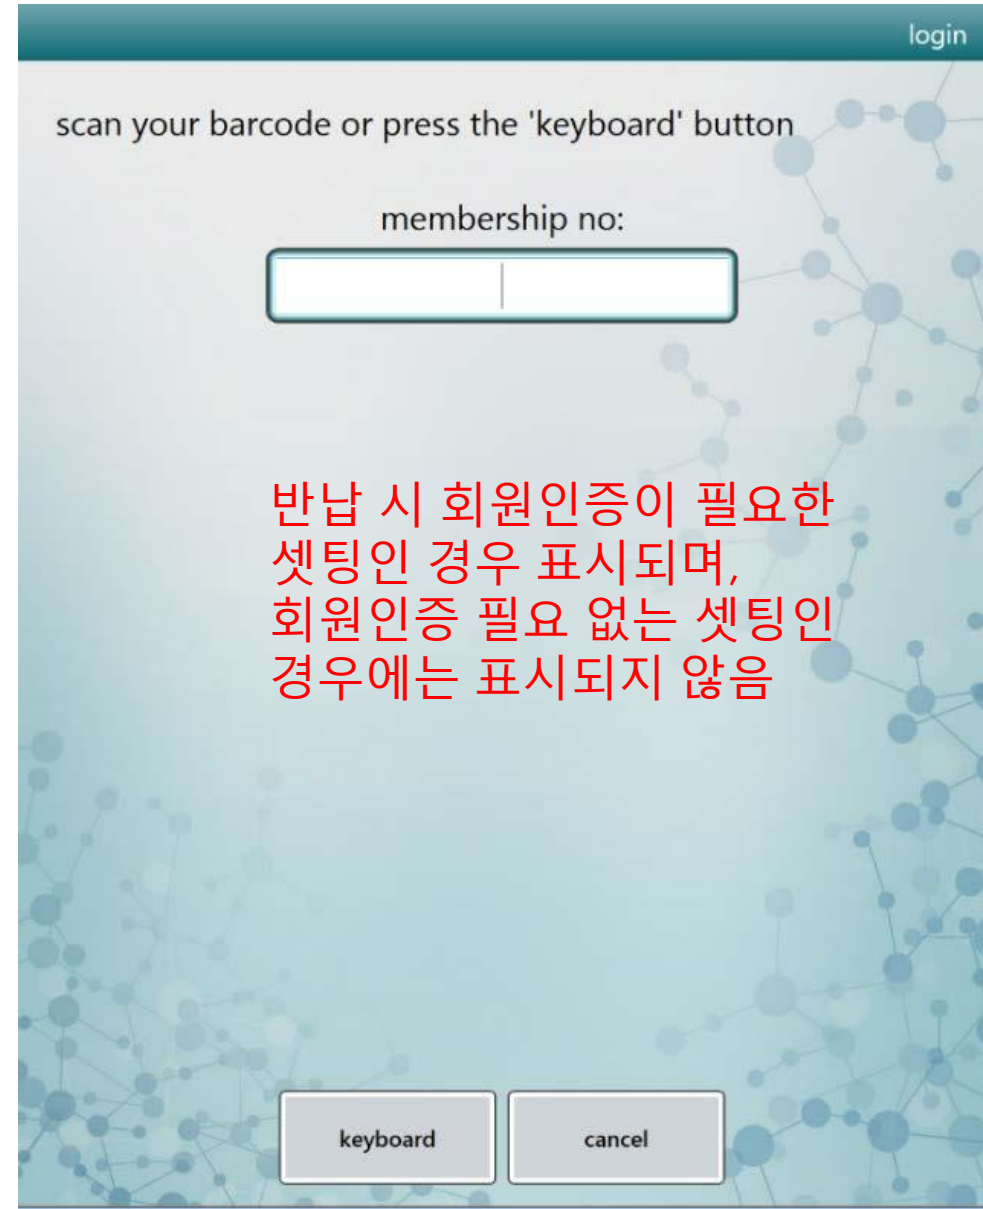 login
scan your barcode or press the 'keyboard' button
membership no:
반납 시 회원인증이 필요한
셋팅인 경우 표시되며,
회원인증 필요 없는 셋팅인
경우에는 표시되지 않음
keyboard
cancel